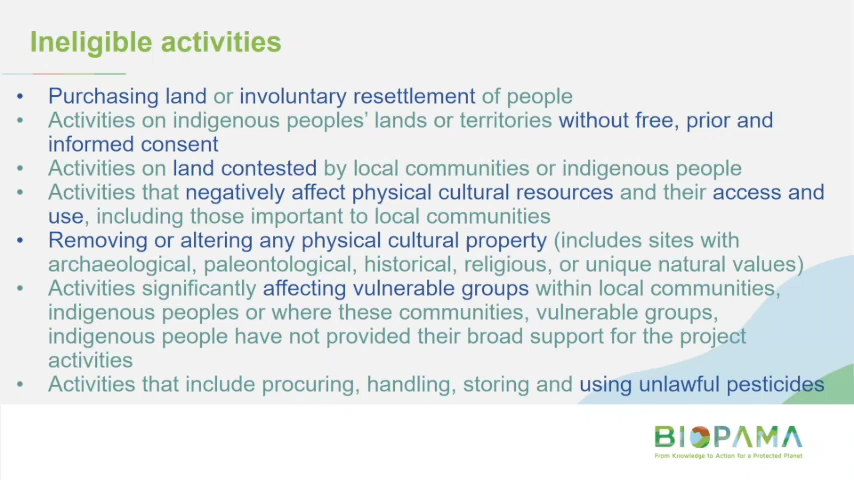 Ineligible activities
• Purchasing land or involuntary resettlement of people
• Activities on indigenous peoples' lands or territories without free, prior and
informed consent
• Activities on land contested by local communities or indigenous people
• Activities that negatively affect physical cultural resources and their access and
use, including those important to local communities
• Removing or altering any physical cultural property (includes sites with
archaeological, paleontological, historical, religious, or unique natural values)
• Activities significantly affecting vulnerable groups within local communities,
indigenous peoples or where these communities, vulnerable groups,
indigenous people have not provided their broad support for the project
activities
• Activities that include procuring, handling, storing and using unlawful pesticides
BIOPAMA
From Knowledge to Action for a Protected Planet